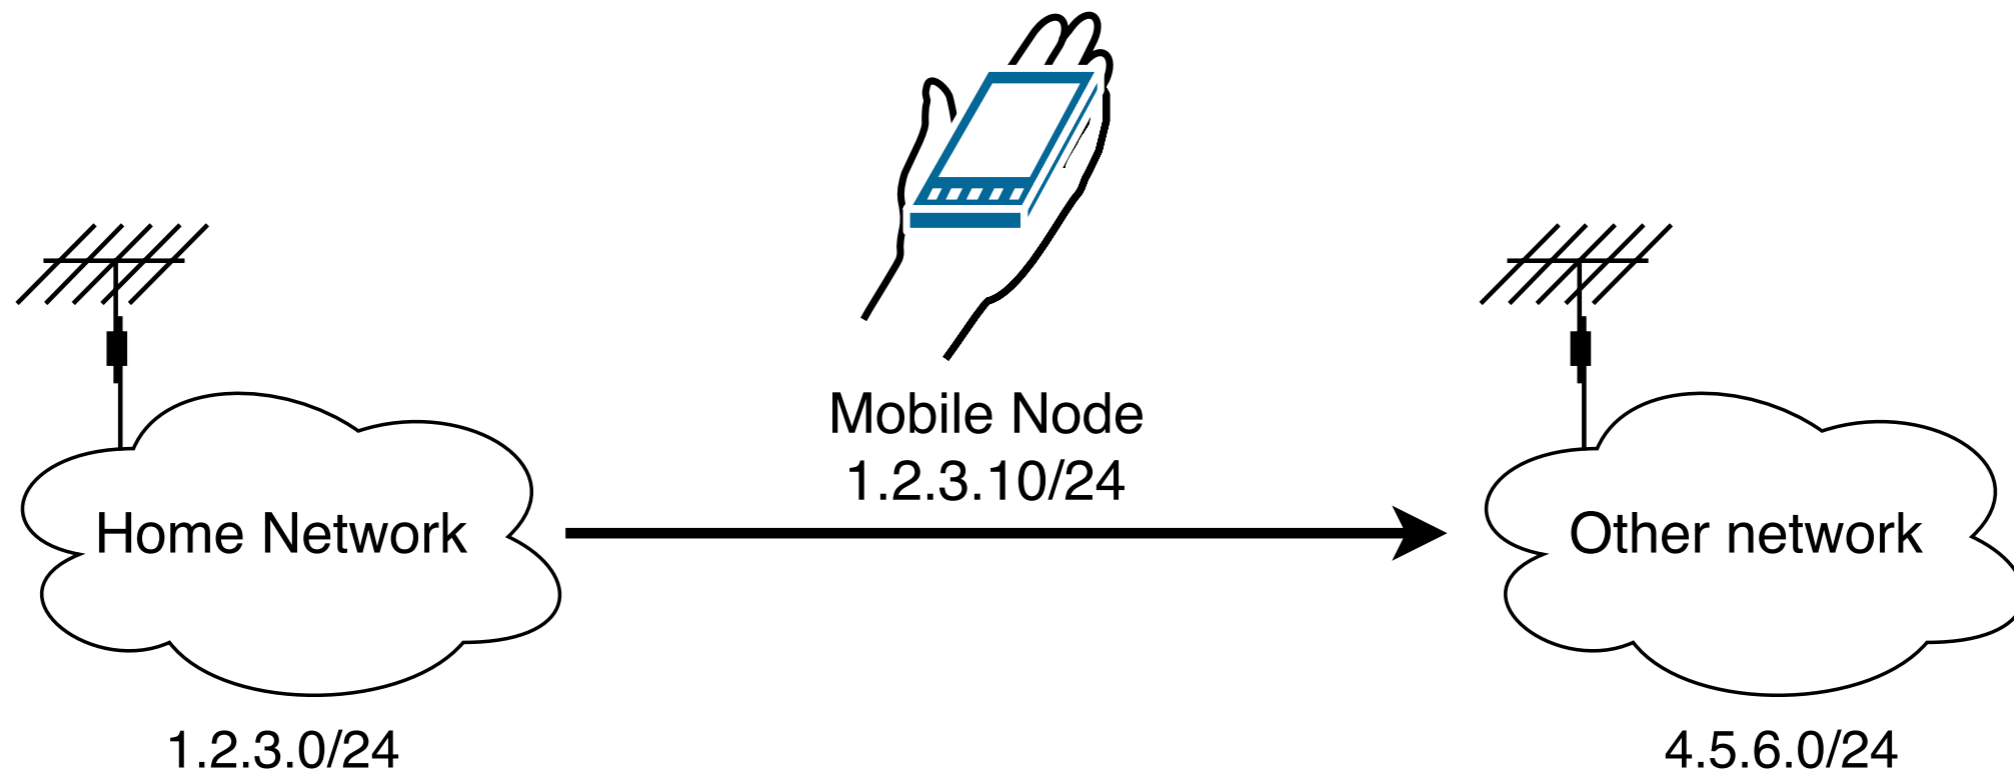 Mobile Node
1.2.3.10/24
Home Network
Other network
1.2.3.0/24
4.5.6.0/24